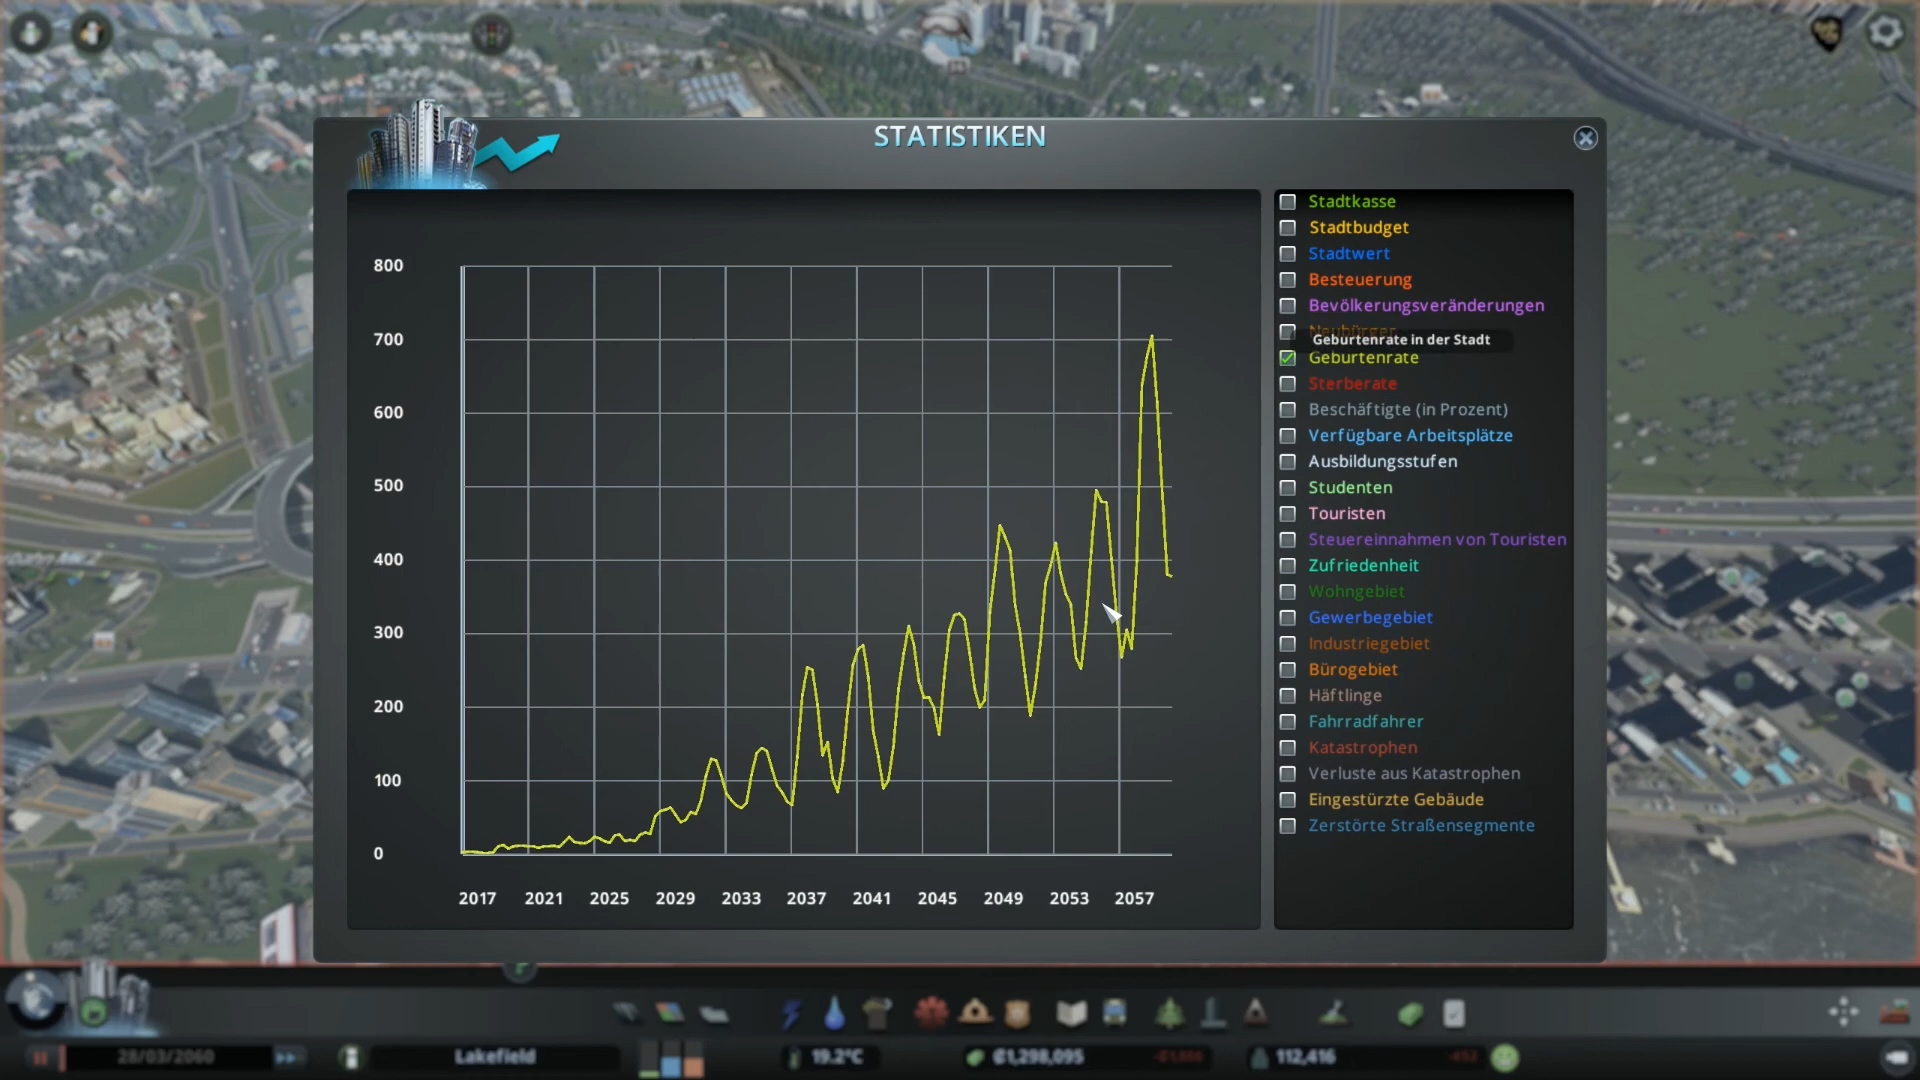 STATISTIKEN
800
700
600
500
400
300
200
100
0
2017 2021 2025 2029 2033 2037 2041 2045 2049 2053 2057
Stadtkasse
Stadtbudget
Stadtwert
Besteuerung
Bevölkerungsveränderungen
Neubürger
Geburtenrate in der Stadt
Geburtenrate
Sterberate
Beschäftigte (in Prozent)
Verfügbare Arbeitsplätze
Ausbildungsstufen
Studenten
Touristen
Steuereinnahmen von Touristen
Zufriedenheit
Wohngebiet
Gewerbegebiet
Industriegebiet
Bürogebiet
Häftlinge
Fahrradfahrer
Katastrophen
Verluste aus Katastrophen
Eingestürzte Gebäude
Zerstörte Straßensegmente
28/03/2060 Lakefield 19.2°C ₡1,298,095 112,416